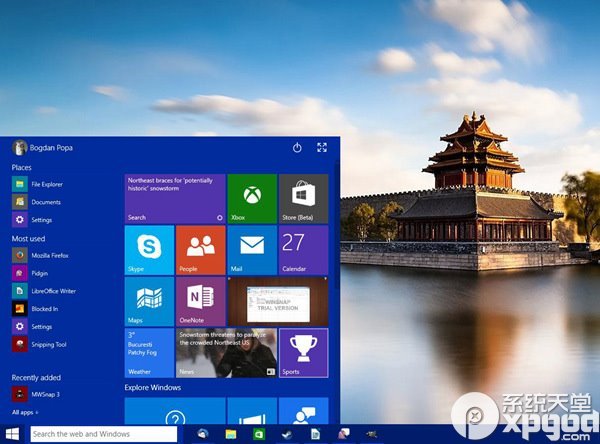 Bogdan Popa
Places
File Explorer
Documents
Settings
Most used
Mozilla Firefox
Pidgin
LibreOffice Writer
Blocked In
Settings
Snipping Tool
Recently added
MWSnap 3
All apps
Search the web and Windows
Northeast braces for 'potentially
historic' snowstorm
Search
Xbox
Store (Beta)
Skype
People
Mail
27
Calendar
Maps
OneNote
WINSNAP
TRIAL VERSION
3°
Bucuresti
Patchy Fog
Weather
Snowstorm threatens to paralyze
the crowded Northeast US
News
Sports
Explore Windows
系统天堂
xpgod
.com